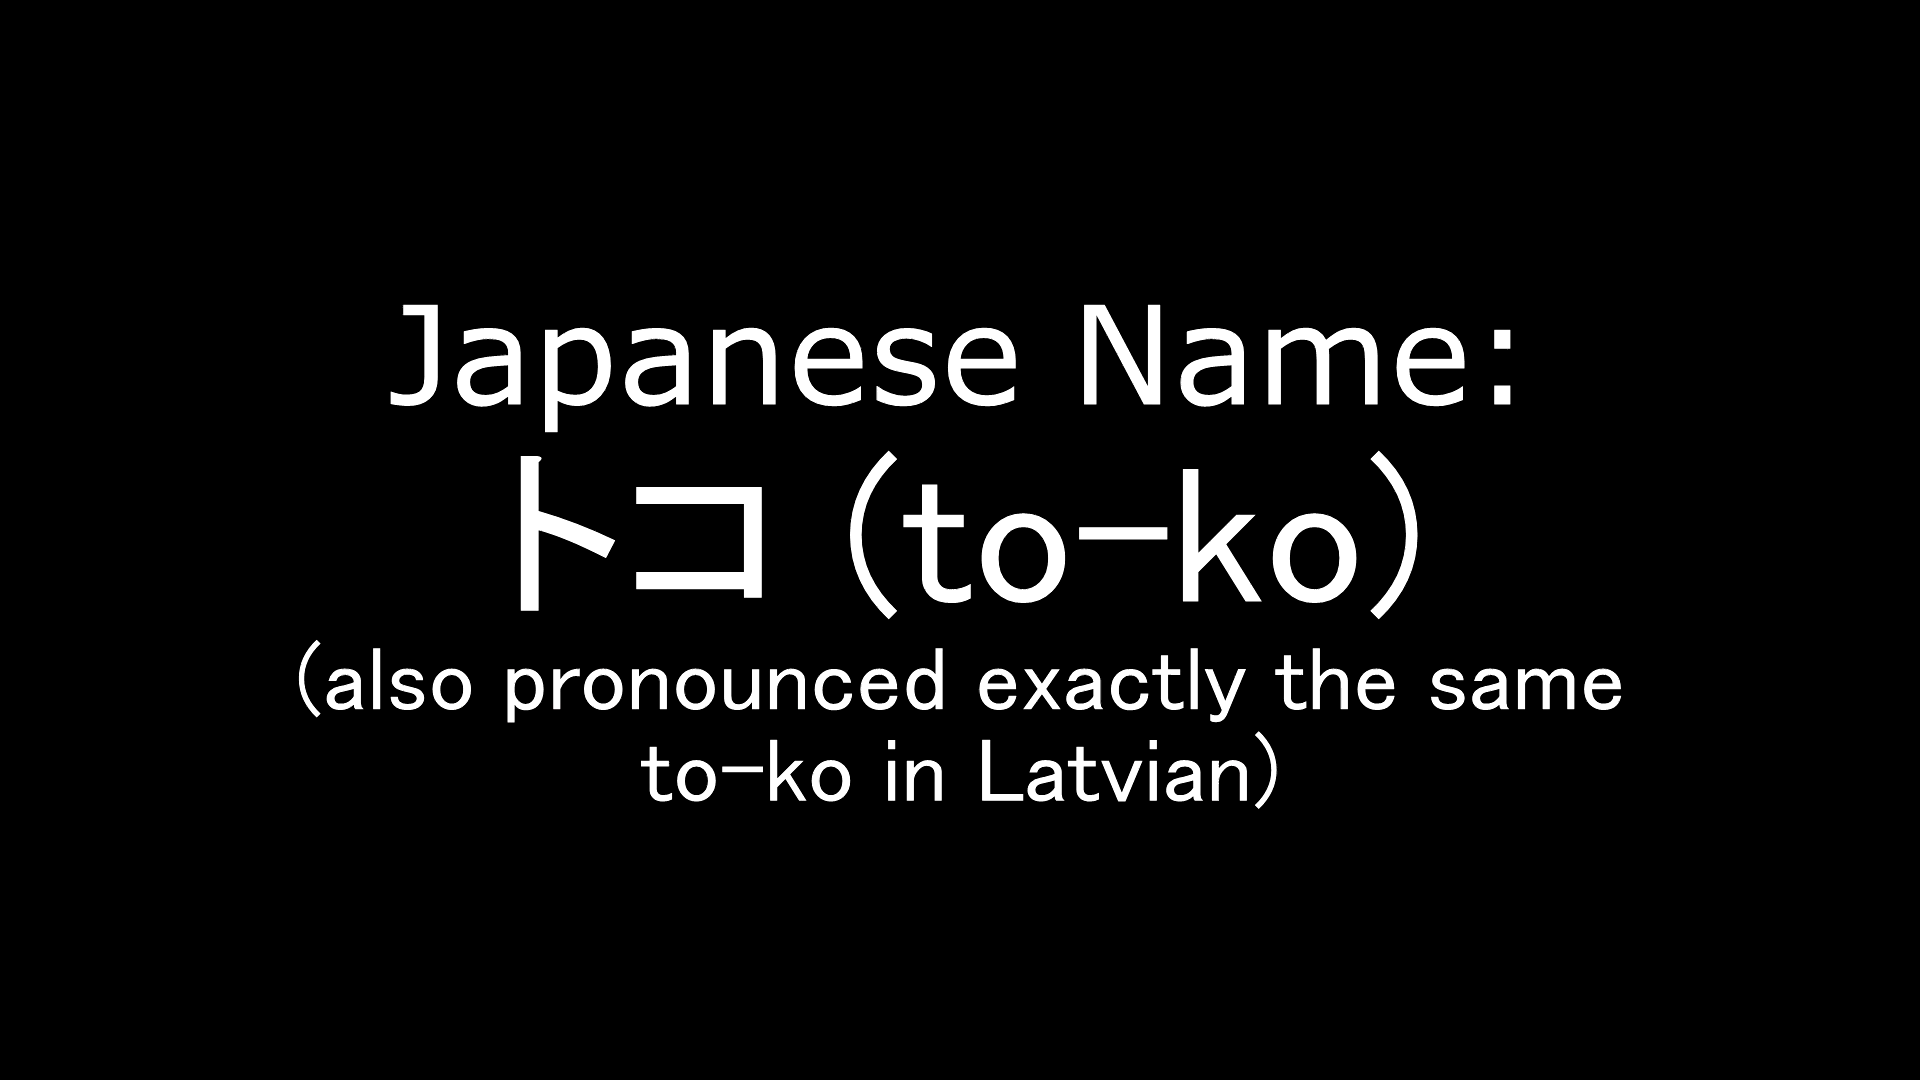 Japanese Name:
トコ (to-ko)
(also pronounced exactly the same
to-ko in Latvian)